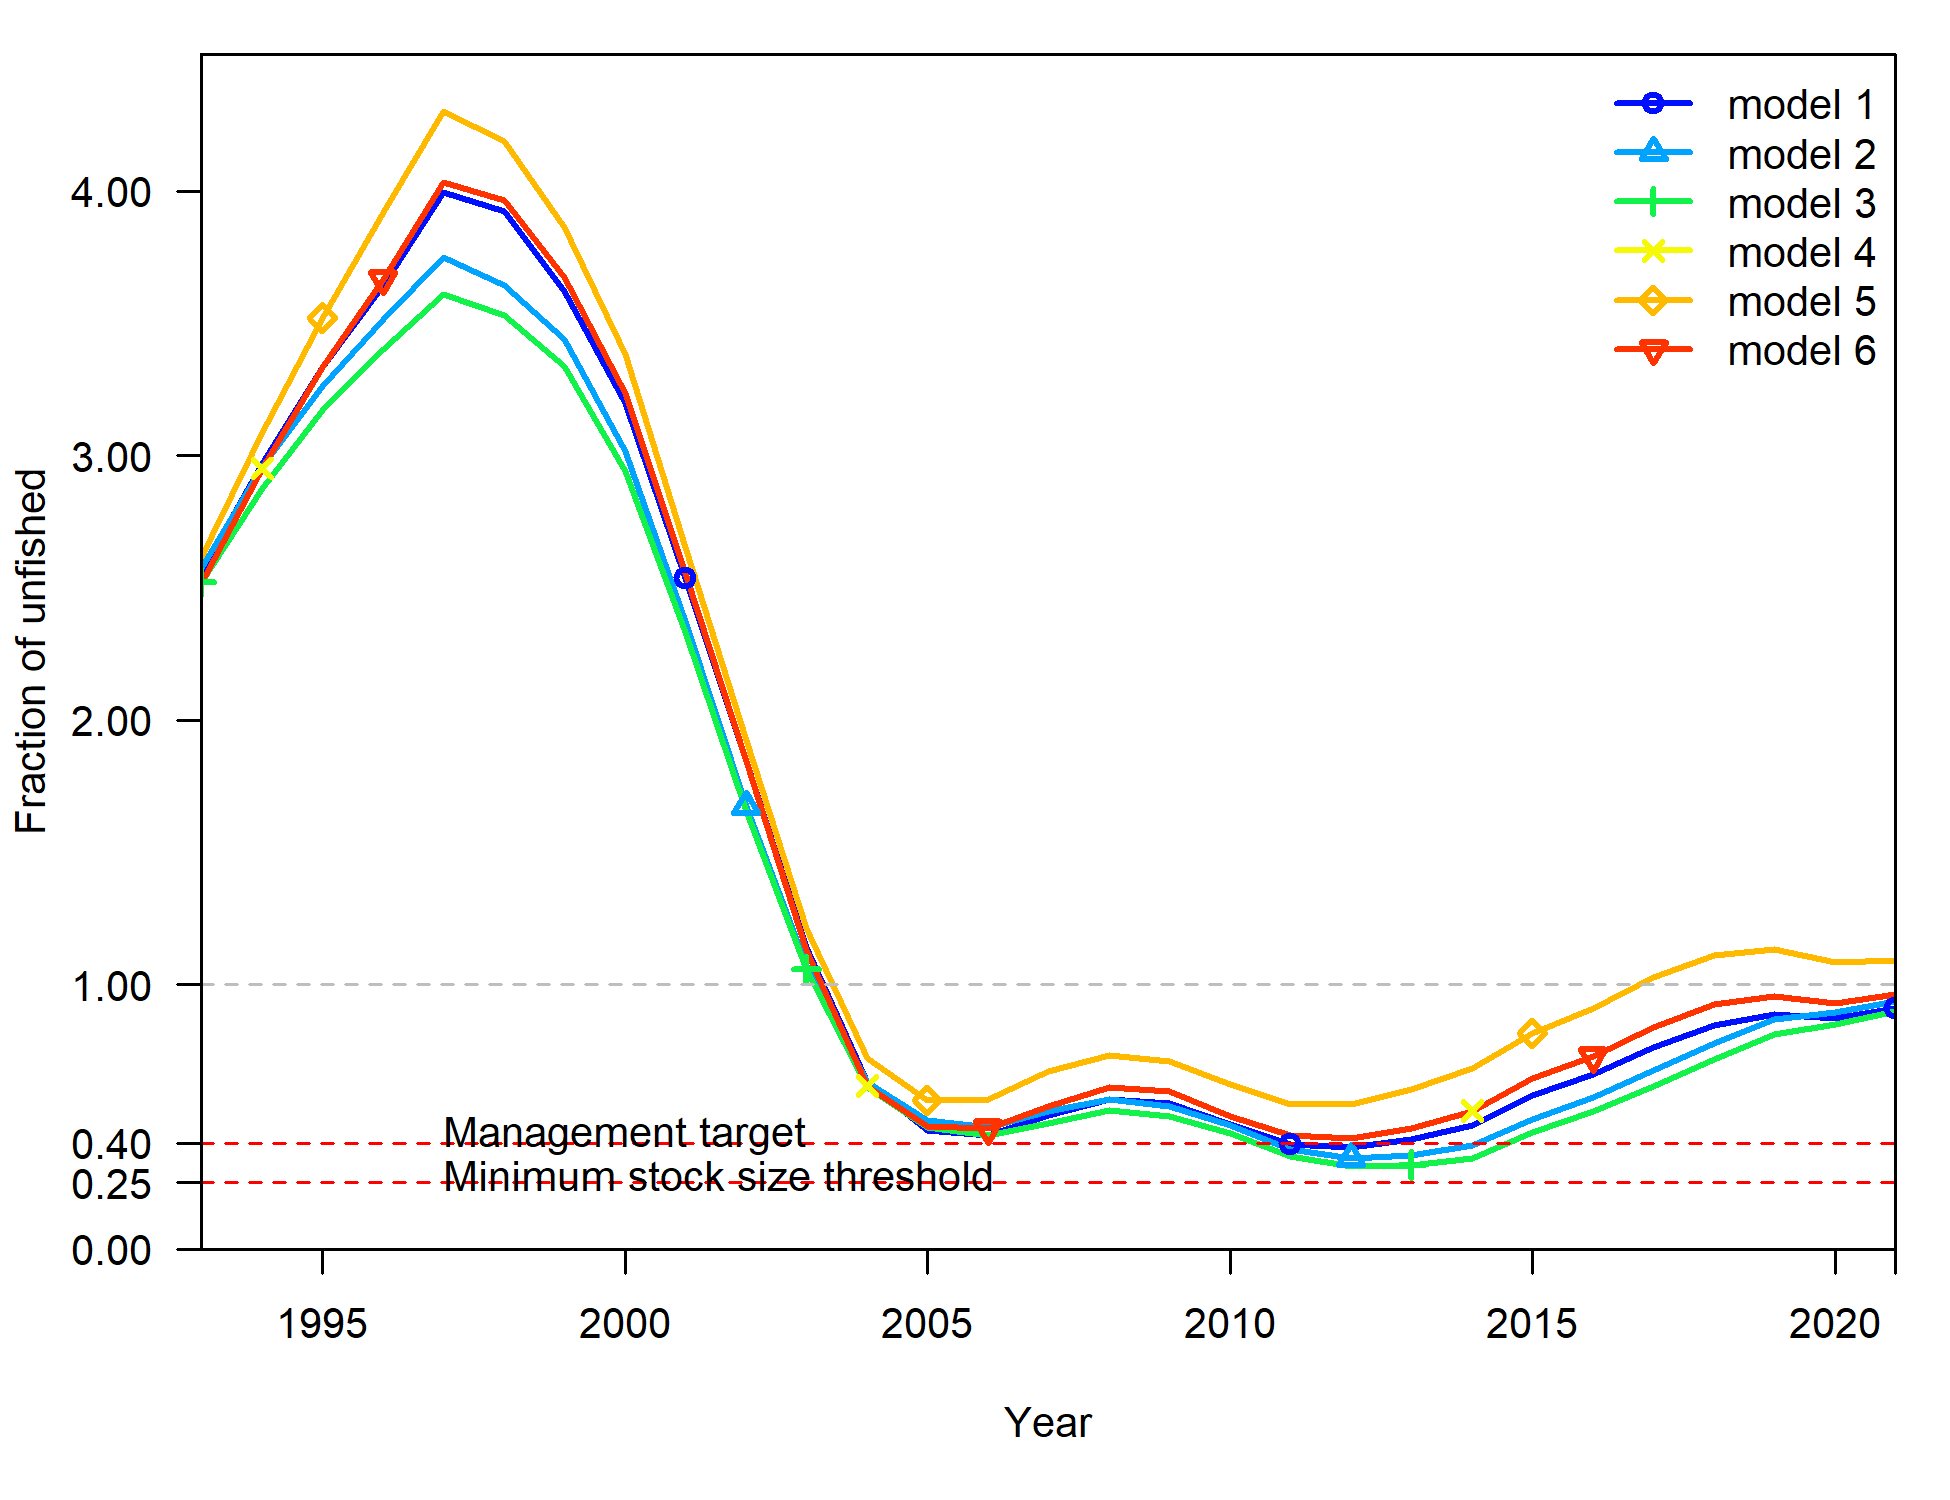 model 1
model 2
model 3
model 4
model 5
model 6
Fraction of unfished
4.00
3.00
2.00
1.00
0.40
0.25
0.00
Management target
Minimum stock size threshold
1995
2000
2005
2010
2015
2020
Year